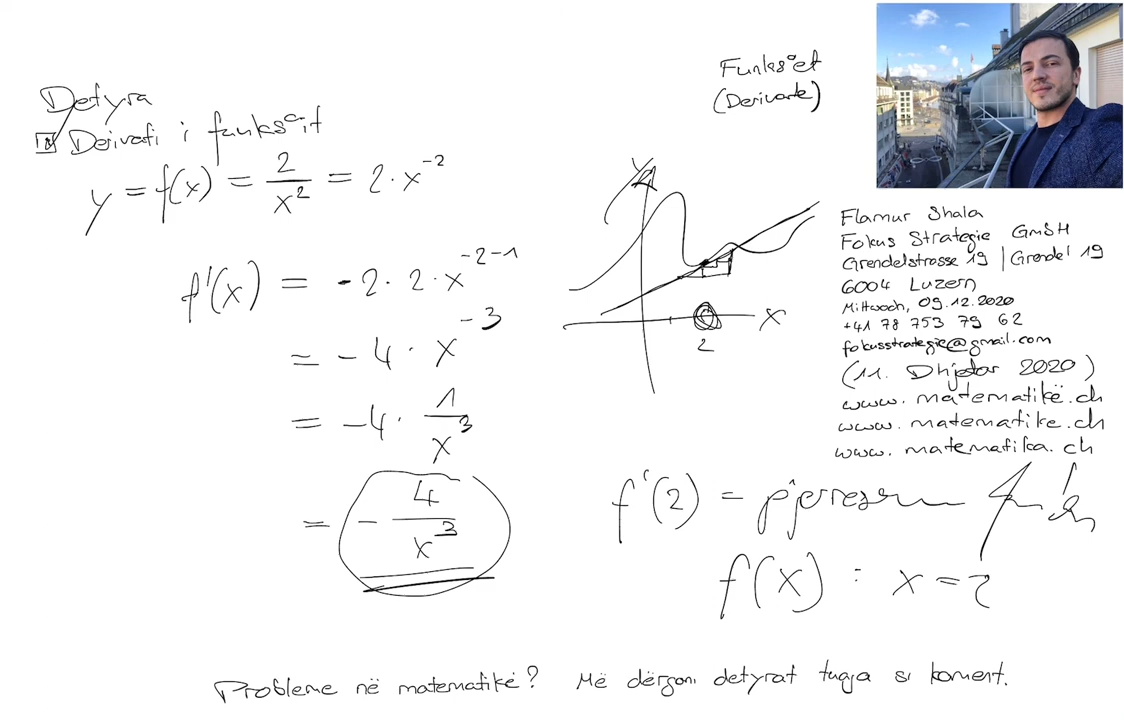 Detyra
Derivati i funksionit
y = f(x) = 2/x² = 2 · x⁻²
f'(x) = -2 · 2 · x⁻²⁻¹
= -4 · x⁻³
= -4 · 1/x³
= -4/x³
Funks'et
(Derivate)
y
x
2
Flamur Shala
Fokus Strategie GmbH
Grendelstrasse 19 | Grendel 19
6004 Luzern
Mittwoch, 09.12.2020
+41 78 753 79 62
fokusstrategie@gmail.com
(11. Dhjetor 2020)
www.matematikë.ch
www.matematike.ch
www.matematika.ch
f'(2) =
f(x) : x = 2
Probleme në matematikë? Më dërgoni detyrat tuaja si koment.